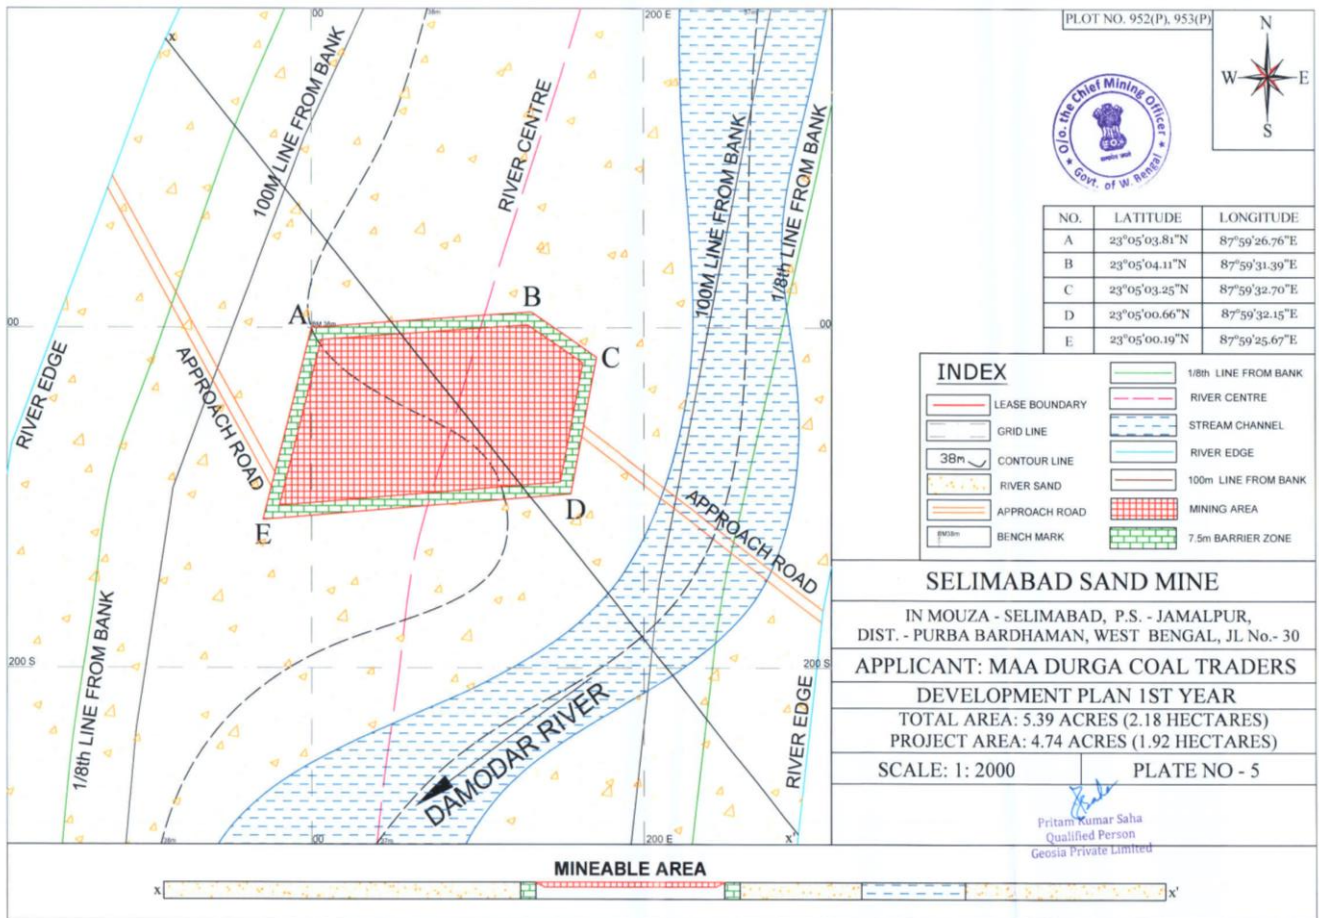 00
38m
200 E
37m
PLOT NO. 952(P), 953(P)
N
W E
S
x
100M LINE FROM BANK
RIVER CENTRE
100M LINE FROM BANK
1/8th LINE FROM BANK
O/o. the Chief Mining Officer
Govt. of W. Bengal
NO. LATITUDE LONGITUDE
A 23°05'03.81"N 87°59'26.76"E
B 23°05'04.11"N 87°59'31.39"E
C 23°05'03.25"N 87°59'32.70"E
D 23°05'00.66"N 87°59'32.15"E
E 23°05'00.19"N 87°59'25.67"E
00
A
BM 38m
B
00
C
RIVER EDGE
APPROACH ROAD
E
D
APPROACH ROAD
INDEX
LEASE BOUNDARY
GRID LINE
38m CONTOUR LINE
RIVER SAND
APPROACH ROAD
BM38m BENCH MARK
1/8th LINE FROM BANK
RIVER CENTRE
STREAM CHANNEL
RIVER EDGE
100m LINE FROM BANK
MINING AREA
7.5m BARRIER ZONE
SELIMABAD SAND MINE
IN MOUZA - SELIMABAD, P.S. - JAMALPUR,
DIST. - PURBA BARDHAMAN, WEST BENGAL, JL No.- 30
APPLICANT: MAA DURGA COAL TRADERS
DEVELOPMENT PLAN 1ST YEAR
TOTAL AREA: 5.39 ACRES (2.18 HECTARES)
PROJECT AREA: 4.74 ACRES (1.92 HECTARES)
SCALE: 1: 2000 PLATE NO - 5
Pritam Kumar Saha
Qualified Person
Geosia Private Limited
200 S
200 S
1/8th LINE FROM BANK
DAMODAR RIVER
RIVER EDGE
38m
00
37m
200 E
x'
MINEABLE AREA
x x'